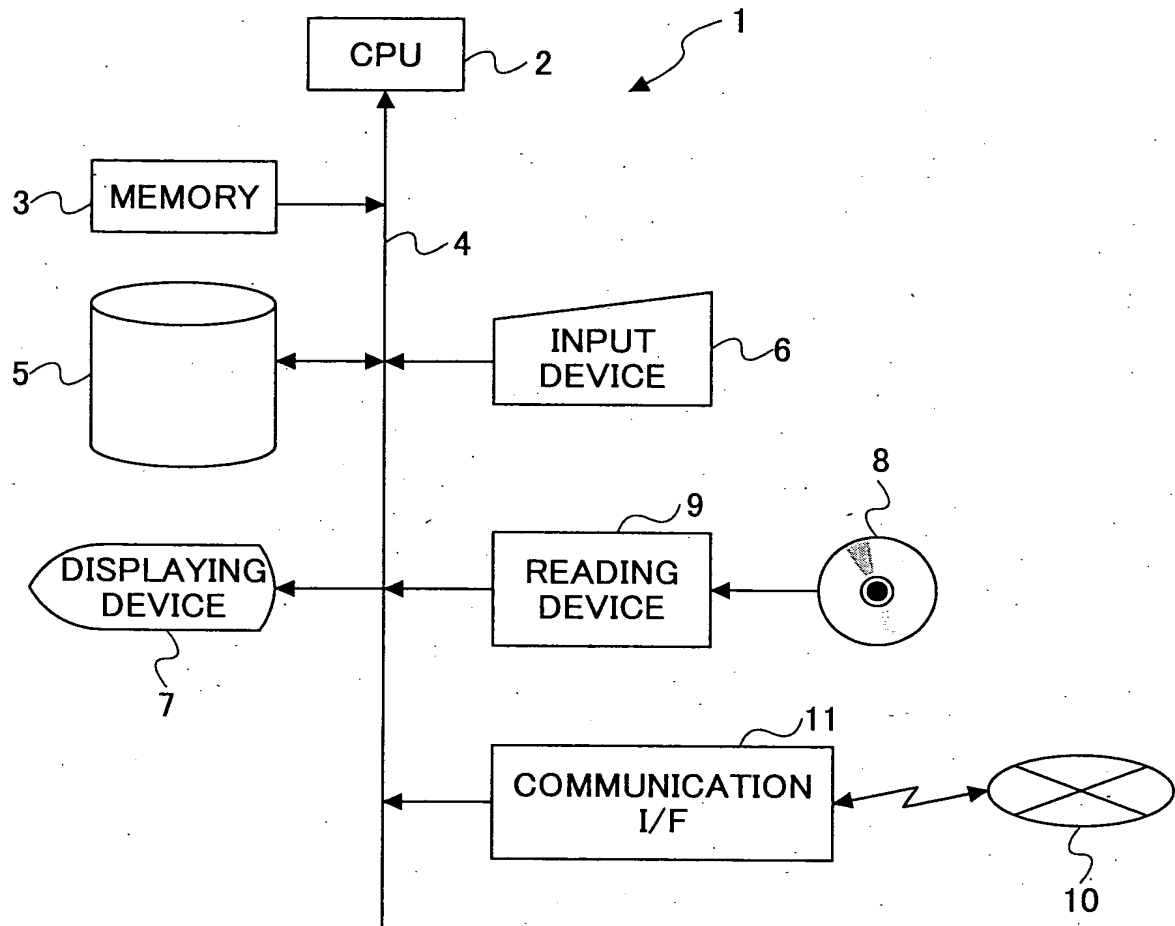 1
CPU
2
MEMORY
3
4
INPUT
DEVICE
6
5
8
9
READING
DEVICE
DISPLAYING
DEVICE
7
11
COMMUNICATION
I/F
10